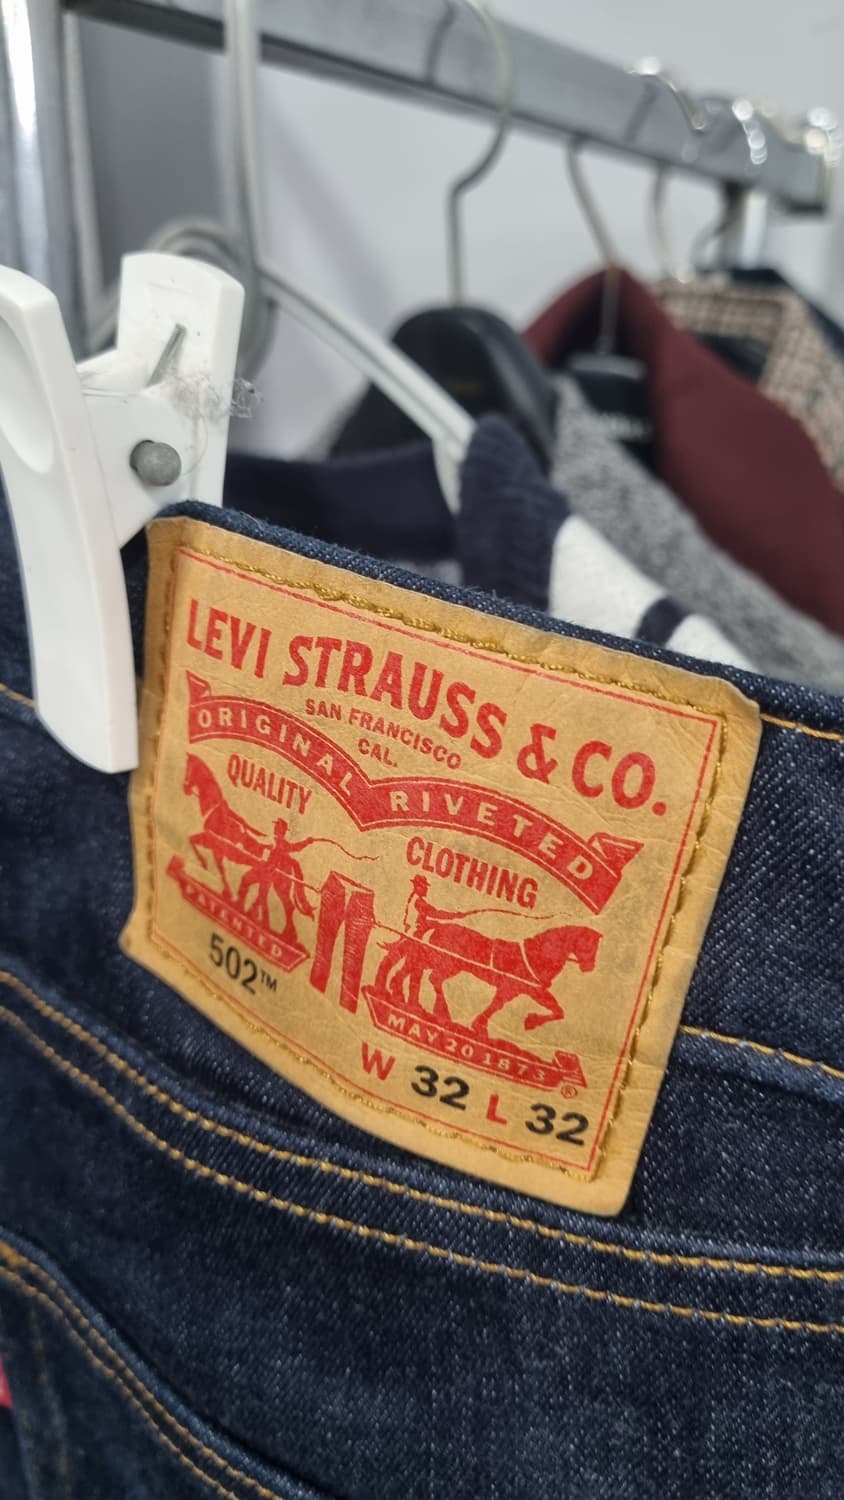 LEVI STRAUSS & CO.
SAN FRANCISCO
CAL.
ORIGINAL RIVETED
QUALITY
CLOTHING
PATENTED
502™
MAY 20 1873
®
W 32 L 32